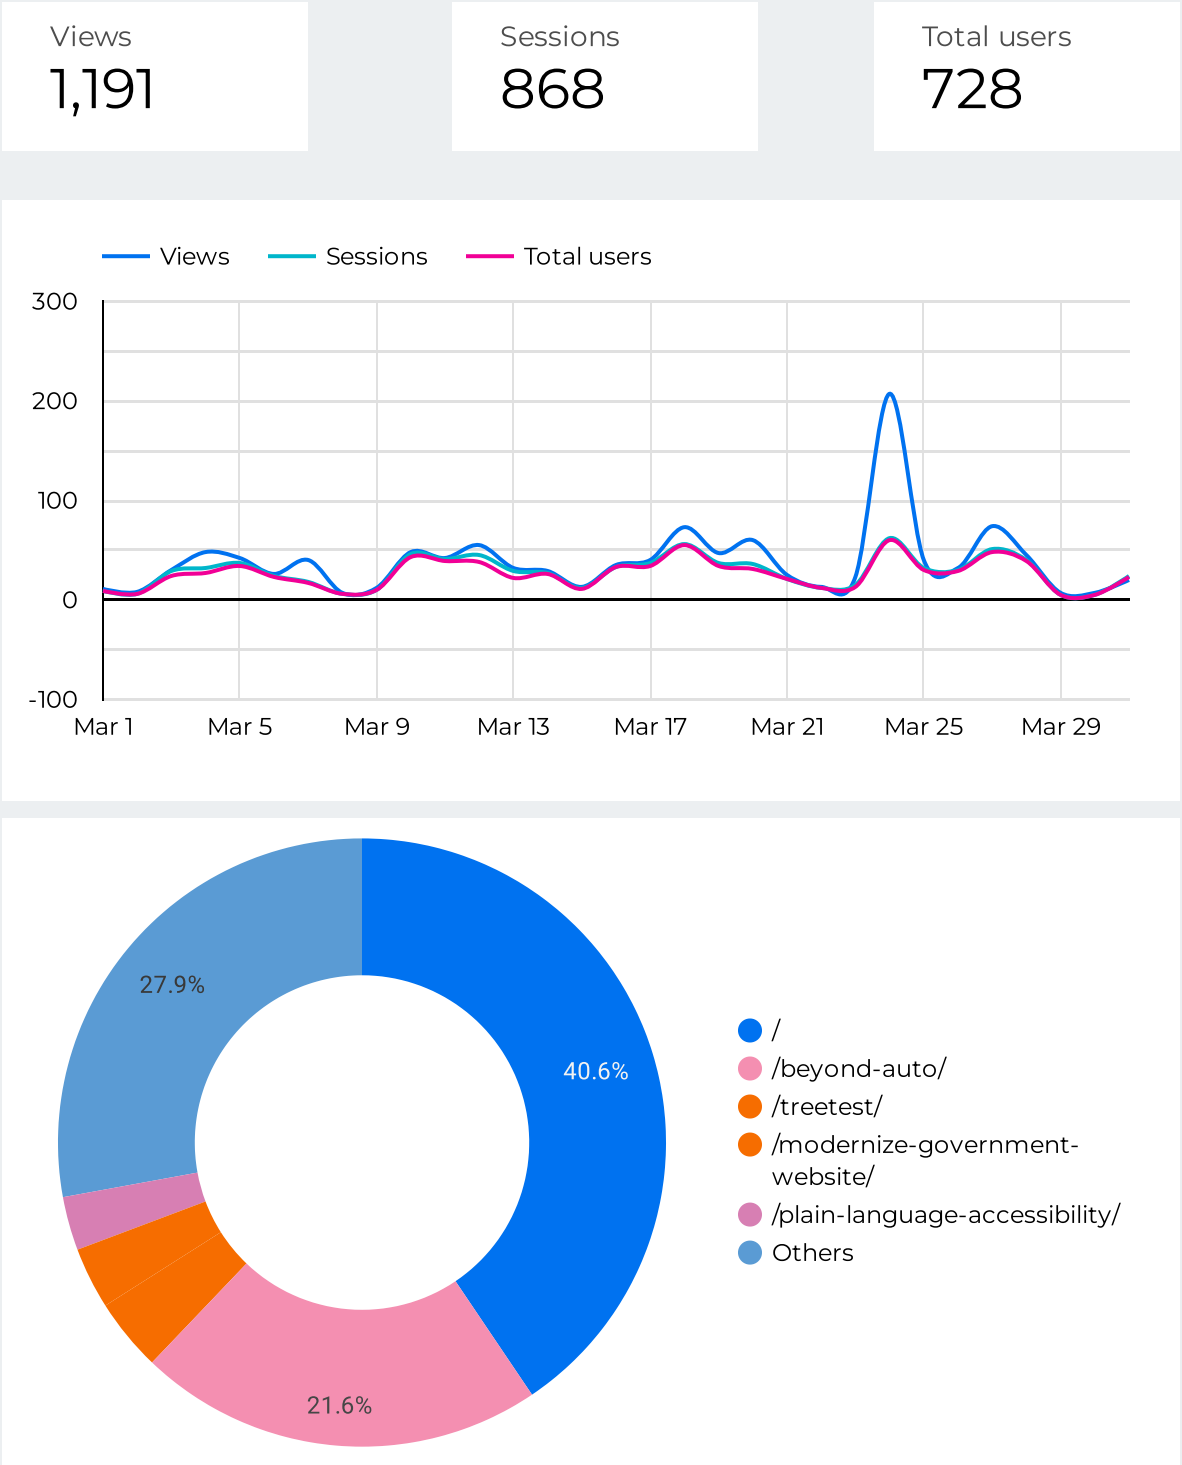 Views
1,191
Sessions
868
Total users
728
Views
Sessions
Total users
300
200
100
0
-100
Mar 1
Mar 5
Mar 9
Mar 13
Mar 17
Mar 21
Mar 25
Mar 29
27.9%
40.6%
21.6%
/
/beyond-auto/
/treetest/
/modernize-government-
website/
/plain-language-accessibility/
Others